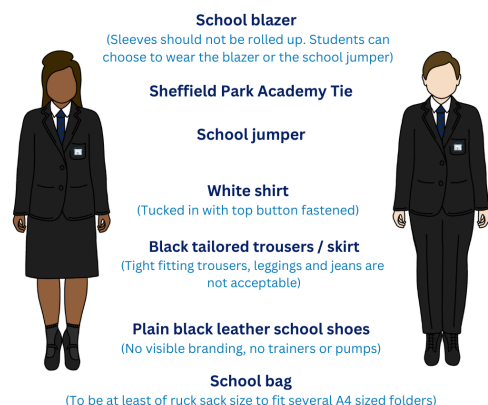 School blazer
(Sleeves should not be rolled up. Students can
choose to wear the blazer or the school jumper)
Sheffield Park Academy Tie
School jumper
White shirt
(Tucked in with top button fastened)
Black tailored trousers / skirt
(Tight fitting trousers, leggings and jeans are
not acceptable)
Plain black leather school shoes
(No visible branding, no trainers or pumps)
School bag
(To be at least of ruck sack size to fit several A4 sized folders)